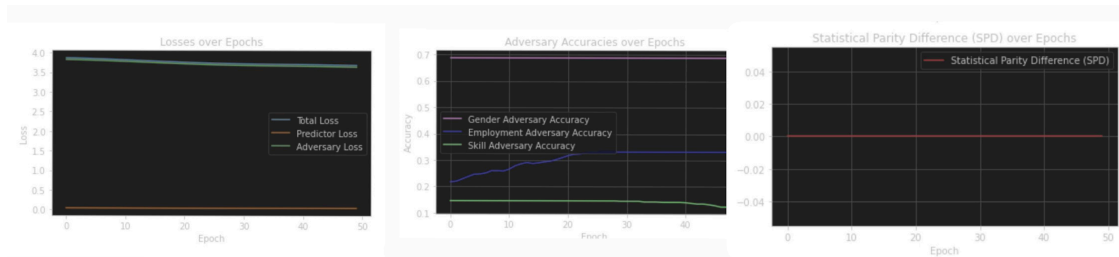 Losses over Epochs
4.0
3.5
3.0
2.5
2.0
1.5
1.0
0.5
0.0
Loss
Total Loss
Predictor Loss
Adversary Loss
0 10 20 30 40 50
Epoch
Adversary Accuracies over Epochs
0.7
0.6
0.5
0.4
0.3
0.2
0.1
Accuracy
Gender Adversary Accuracy
Employment Adversary Accuracy
Skill Adversary Accuracy
0 10 20 30 40
Epoch
Statistical Parity Difference (SPD) over Epochs
0.04
0.02
0.00
−0.02
−0.04
Statistical Parity Difference (SPD)
0 10 20 30 40 50
Epoch